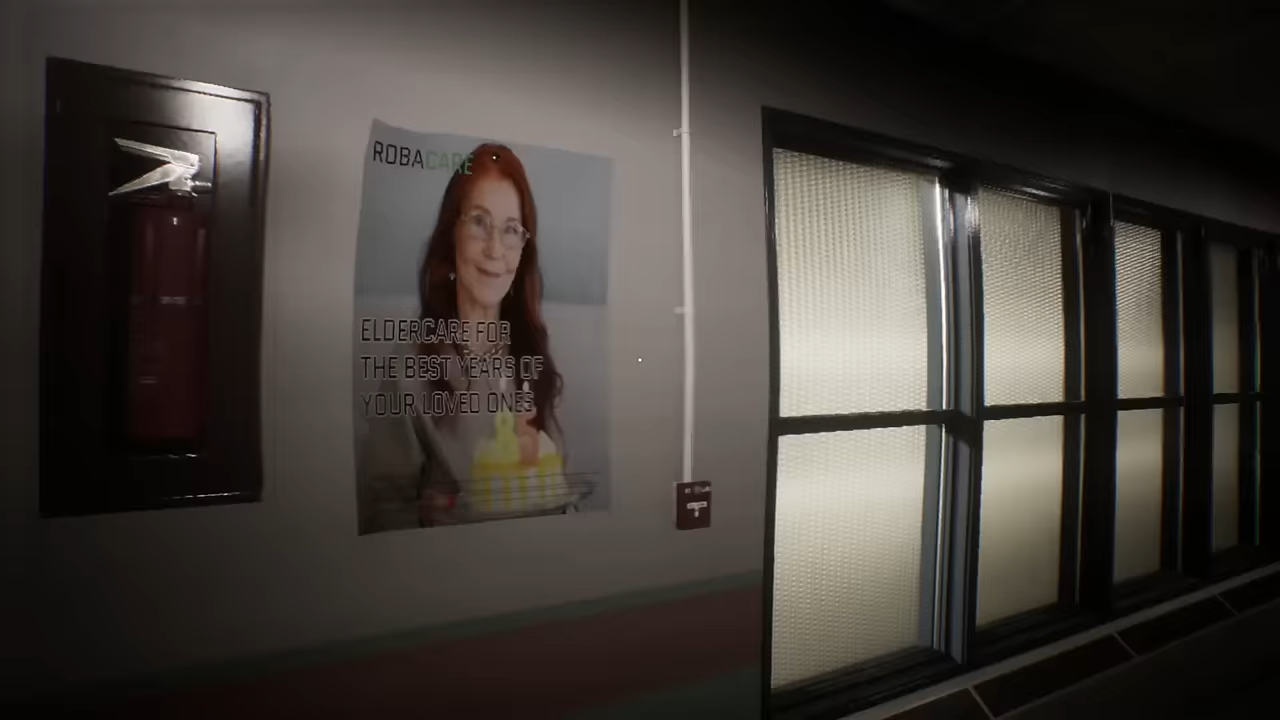 ROBACARE
ELDERCARE FOR
THE BEST YEARS OF
YOUR LOVED ONES